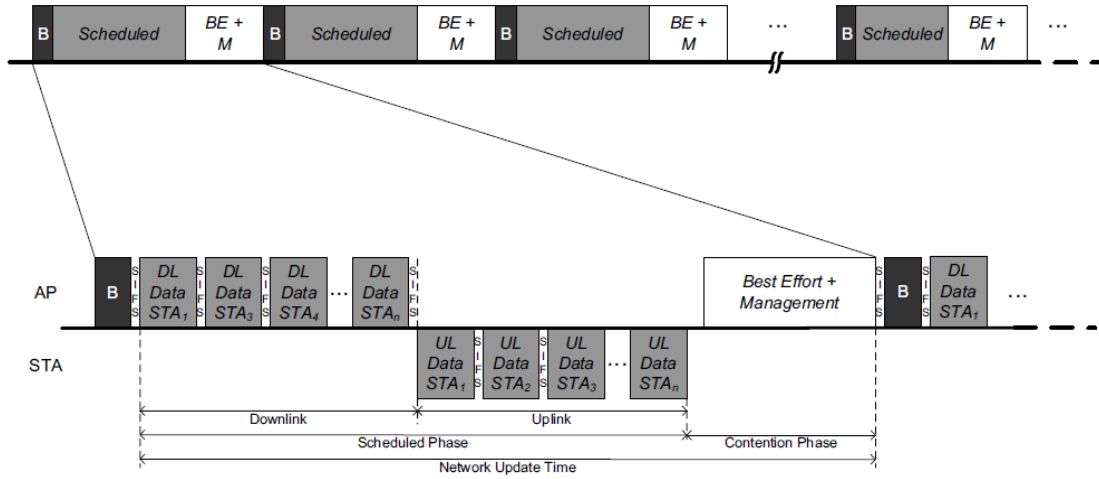 B Scheduled BE + M B Scheduled BE + M B Scheduled BE + M ... B Scheduled BE + M ...
AP B SIFS DL Data STA1 SIFS DL Data STA3 SIFS DL Data STA4 ... DL Data STAn SIFS Best Effort + Management SIFS B SIFS DL Data STA1 ...
STA UL Data STA1 SIFS UL Data STA2 SIFS UL Data STA3 ... UL Data STAn
Downlink Uplink
Scheduled Phase Contention Phase
Network Update Time